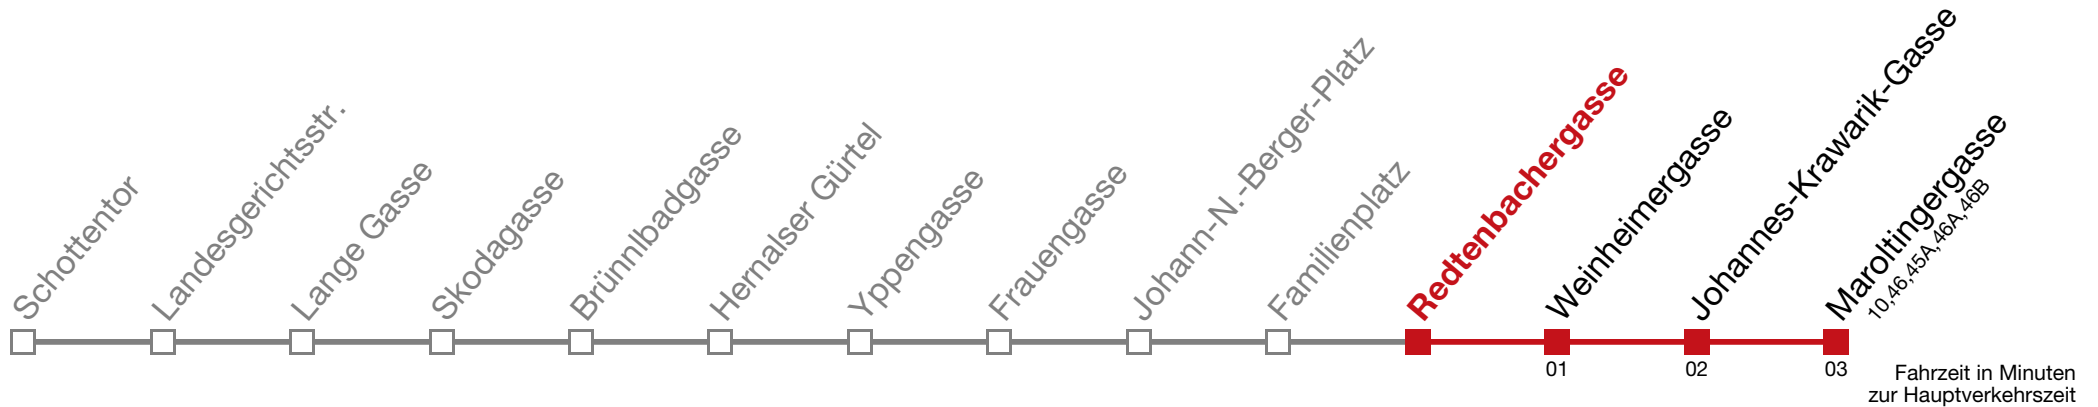 Schottentor
Landesgerichtsstr.
Lange Gasse
Skodagasse
Brünnlbadgasse
Hernalser Gürtel
Yppengasse
Frauengasse
Johann-N.-Berger-Platz
Familienplatz
Redtenbachergasse
Weinheimergasse
Johannes-Krawarik-Gasse
Maroltingergasse
10,46,45A,46A,46B
01
02
03
Fahrzeit in Minuten
zur Hauptverkehrszeit